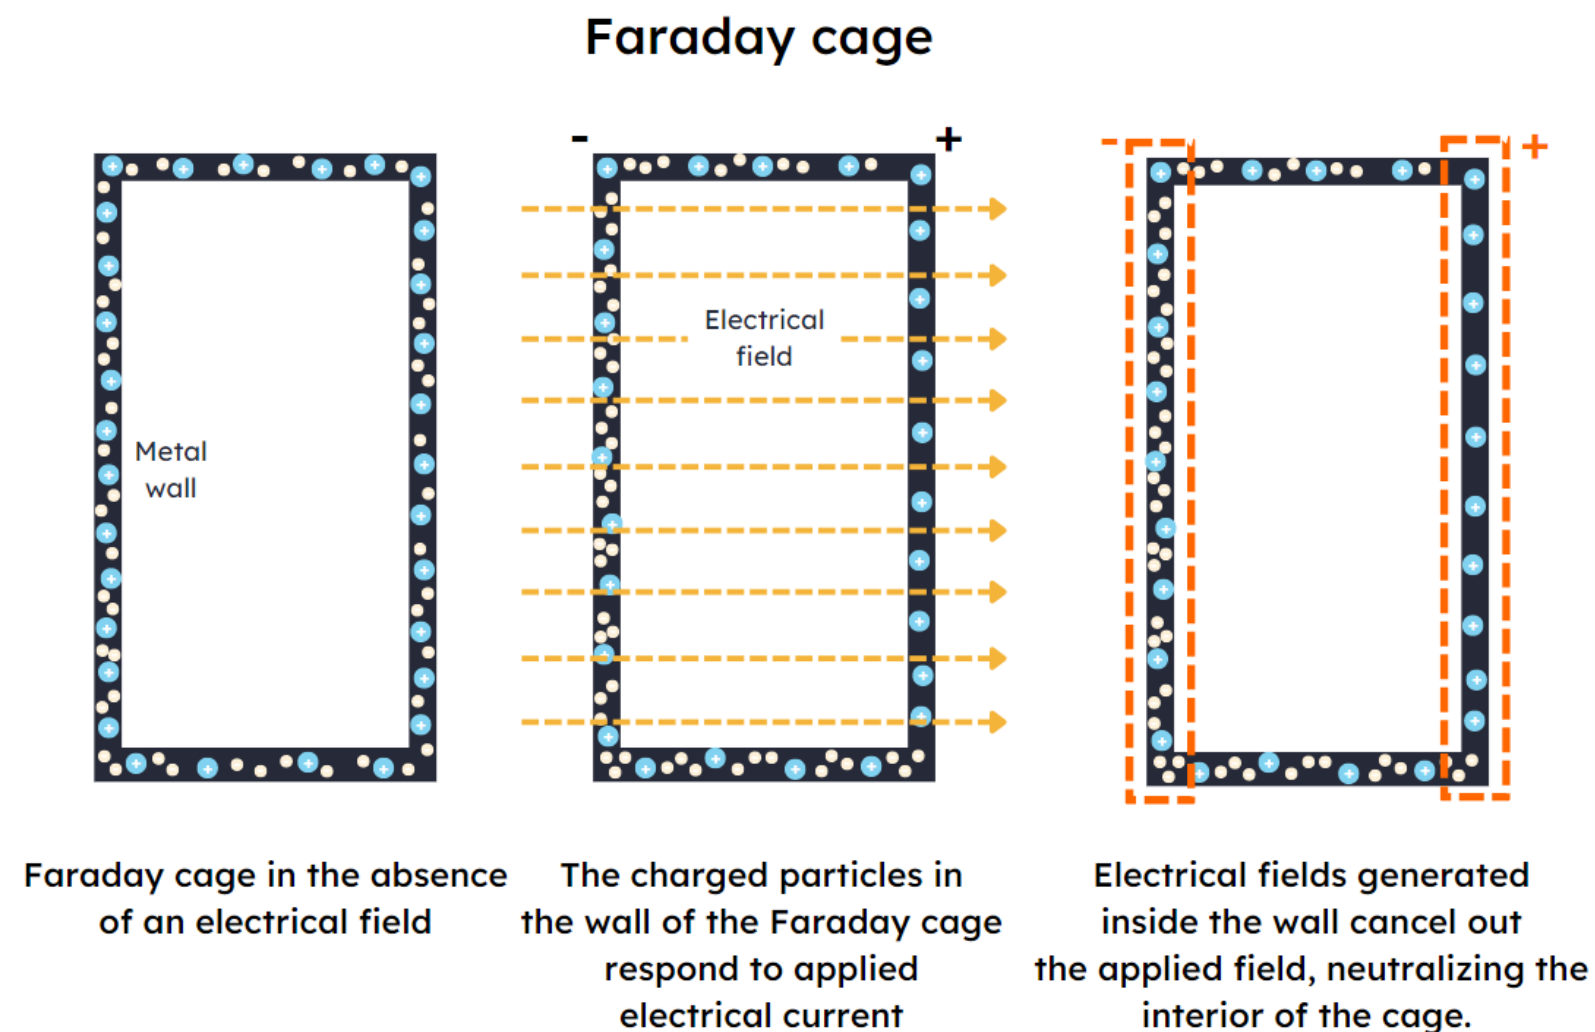 Faraday cage
Metal
wall
Faraday cage in the absence
of an electrical field
- +
Electrical
field
The charged particles in
the wall of the Faraday cage
respond to applied
electrical current
- +
Electrical fields generated
inside the wall cancel out
the applied field, neutralizing the
interior of the cage.